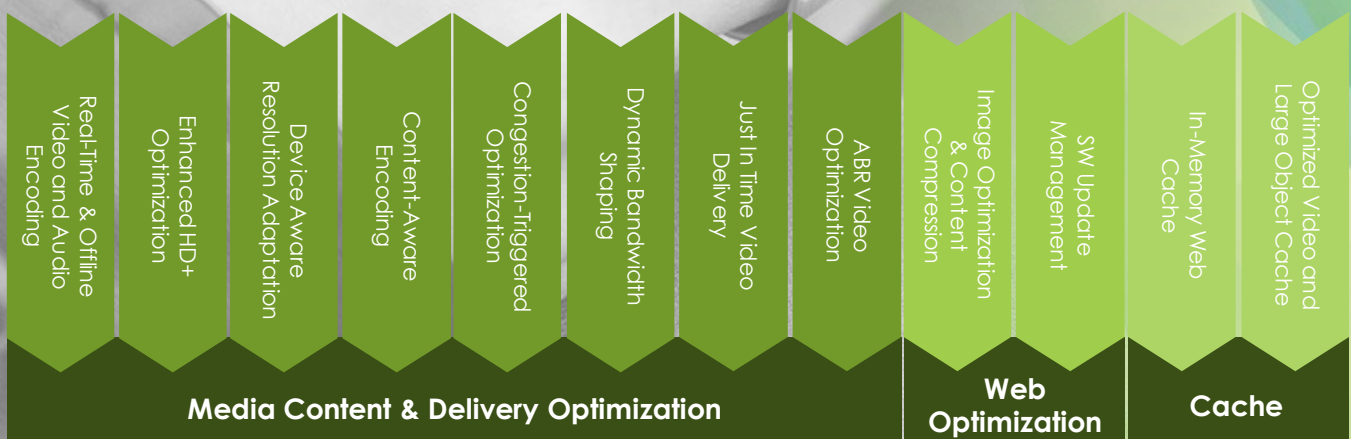 Real-Time & Offline
Video and Audio
Encoding
Enhanced HD+
Optimization
Device Aware
Resolution Adaptation
Content-Aware
Encoding
Congestion-Triggered
Optimization
Dynamic Bandwidth
Shaping
Just In Time Video
Delivery
ABR Video
Optimization
Image Optimization
& Content
Compression
SW Update
Management
In-Memory Web
Cache
Optimized Video and
Large Object Cache
Media Content & Delivery Optimization
Web
Optimization
Cache